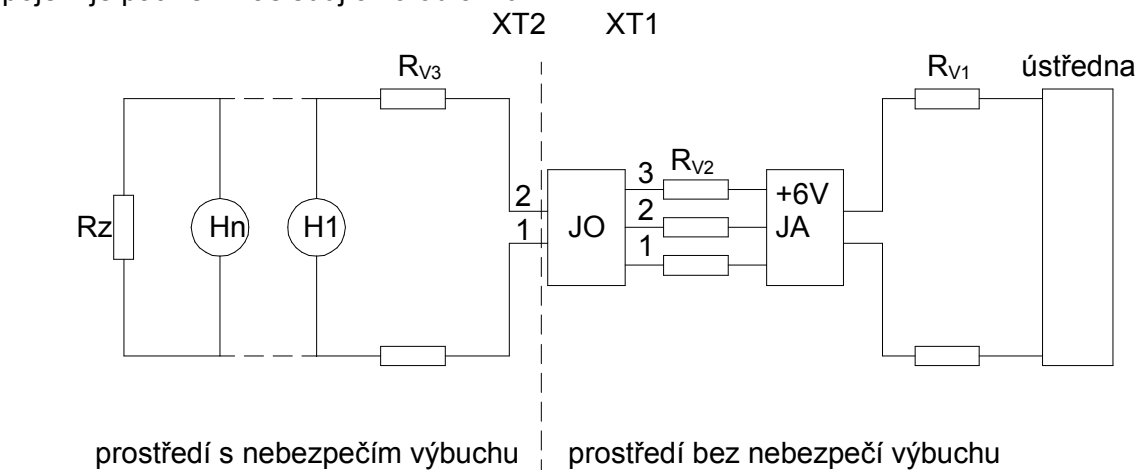 XT2 XT1
R_V3 R_V1 ústředna
3 R_V2
2 +6V
Rz Hn H1 1 JO 2 JA
1
prostředí s nebezpečím výbuchu prostředí bez nebezpečí výbuchu